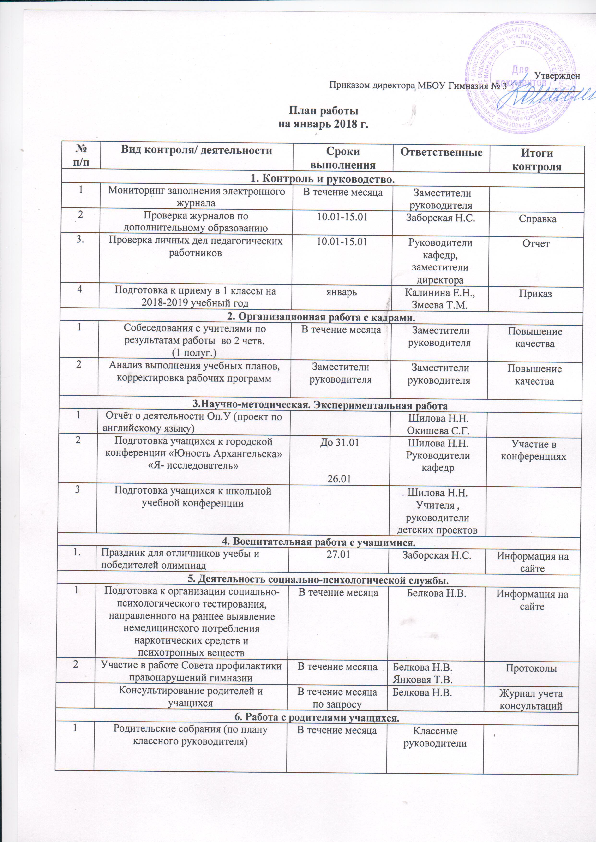 Для
документов
Утвержден
Приказом директора МБОУ Гимназия № 3
План работы
на январь 2018 г.
№ п/п Вид контроля/ деятельности Сроки выполнения Ответственные Итоги контроля
1. Контроль и руководство.
1 Мониторинг заполнения электронного журнала В течение месяца Заместители руководителя
2 Проверка журналов по дополнительному образованию 10.01-15.01 Заборская Н.С. Справка
3. Проверка личных дел педагогических работников 10.01-15.01 Руководители кафедр, заместители директора Отчет
4 Подготовка к приему в 1 классы на 2018-2019 учебный год январь Калинина Е.Н., Змеева Т.М. Приказ
2. Организационная работа с кадрами.
1 Собеседования с учителями по результатам работы во 2 четв. (1 полуг.) В течение месяца Заместители руководителя Повышение качества
2 Анализ выполнения учебных планов, корректировка рабочих программ Заместители руководителя Заместители руководителя Повышение качества
3.Научно-методическая. Экспериментальная работа
1 Отчёт о деятельности Оп.У (проект по английскому языку) Шилова Н.Н. Окишева С.Г.
2 Подготовка учащихся к городской конференции «Юность Архангельска» «Я- исследователь» До 31.01 26.01 Шилова Н.Н. Руководители кафедр Участие в конференциях
3 Подготовка учащихся к школьной учебной конференции Шилова Н.Н. Учителя , руководители детских проектов
4. Воспитательная работа с учащимися.
1. Праздник для отличников учебы и победителей олимпиад 27.01 Заборская Н.С. Информация на сайте
5. Деятельность социально-психологической службы.
1 Подготовка к организации социально-психологического тестирования, направленного на раннее выявление немедицинского потребления наркотических средств и психотропных веществ В течение месяца Белкова Н.В. Информация на сайте
2 Участие в работе Совета профилактики правонарушений гимназии В течение месяца Белкова Н.В. Янковая Т.В. Протоколы
Консультирование родителей и учащихся В течение месяца по запросу Белкова Н.В. Журнал учета консультаций
6. Работа с родителями учащихся.
1 Родительские собрания (по плану классного руководителя) В течение месяца Классные руководители